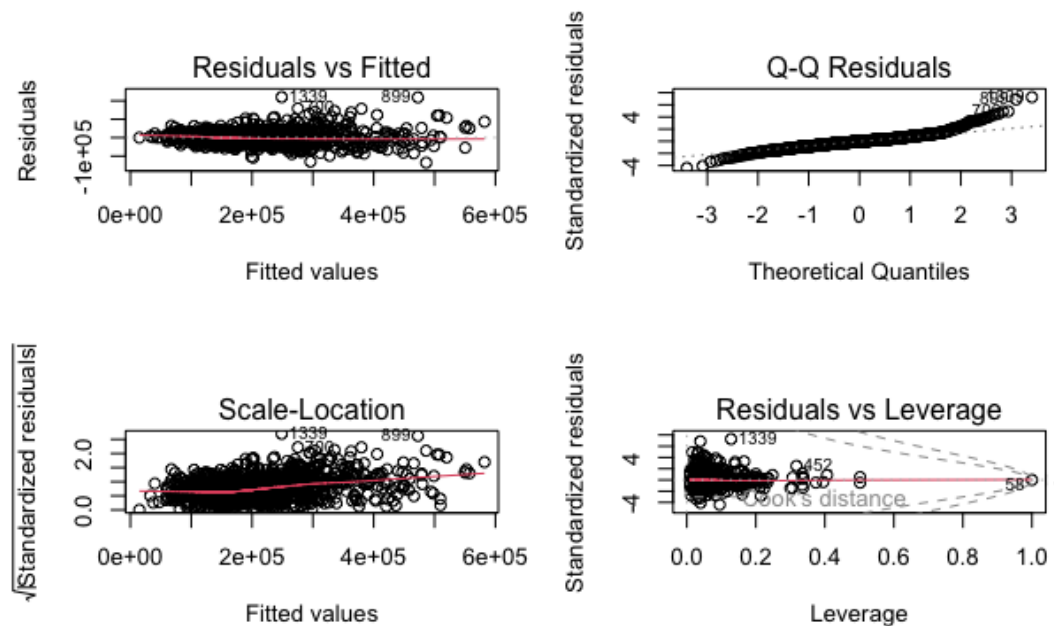 Residuals vs Fitted
Residuals
-1e+05
1339
899
0e+00 2e+05 4e+05 6e+05
Fitted values
Q-Q Residuals
Standardized residuals
-4 4
-3 -2 -1 0 1 2 3
Theoretical Quantiles
Scale-Location
√|Standardized residuals|
0.0 2.0
1339
899
0e+00 2e+05 4e+05 6e+05
Fitted values
Residuals vs Leverage
Standardized residuals
-4 4
1339
452
58
Cook's distance
0.0 0.2 0.4 0.6 0.8 1.0
Leverage